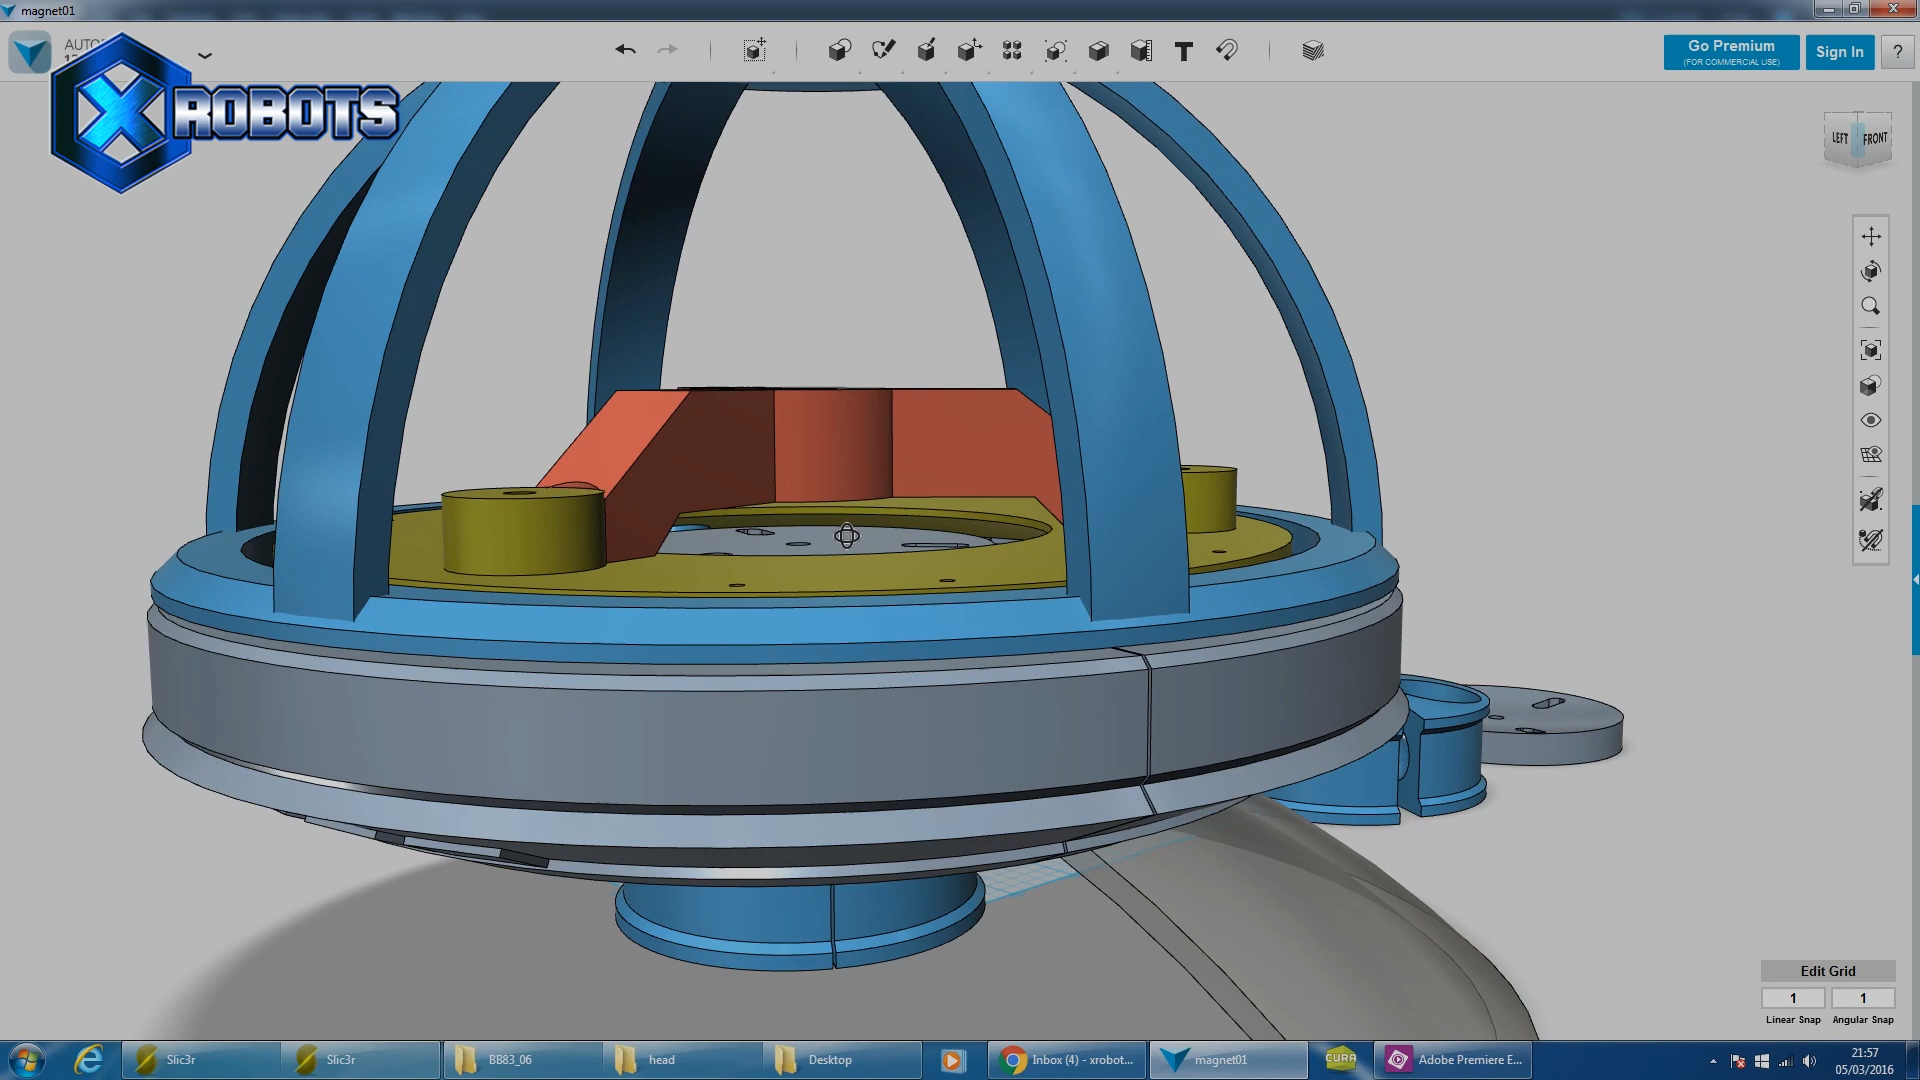 magnet01
AUTO
X ROBOTS
Go Premium
(FOR COMMERCIAL USE)
Sign In
?
LEFT
FRONT
Edit Grid
1
1
Linear Snap
Angular Snap
Slic3r
Slic3r
BB83_06
head
Desktop
Inbox (4) - xrobot...
magnet01
CURA
Adobe Premiere E...
21:57
05/03/2016